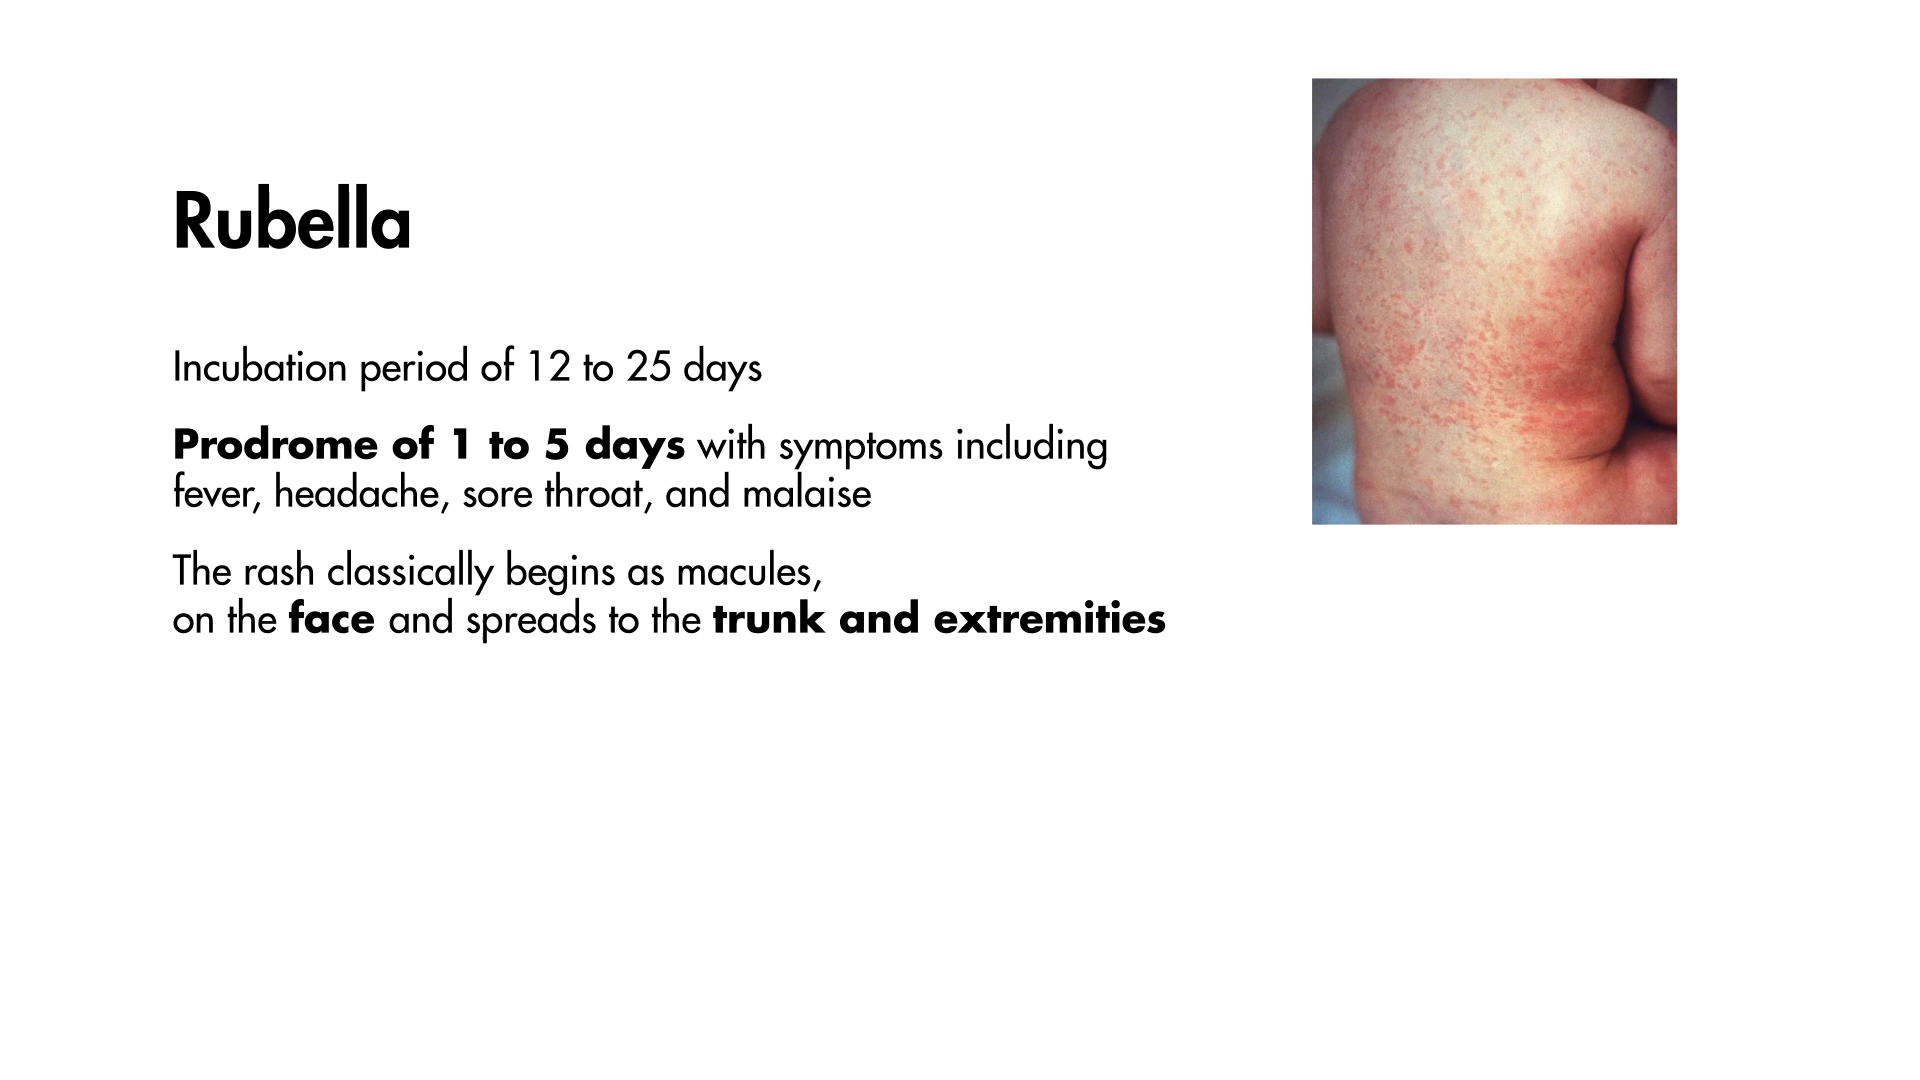 Rubella
Incubation period of 12 to 25 days
Prodrome of 1 to 5 days with symptoms including
fever, headache, sore throat, and malaise
The rash classically begins as macules,
on the face and spreads to the trunk and extremities